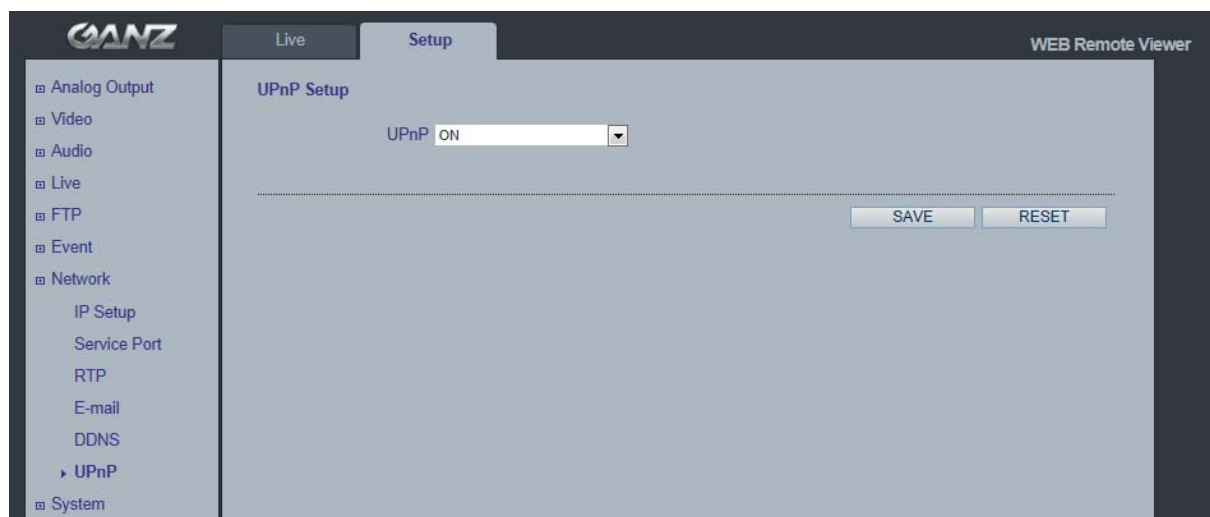 GANZ
Live
Setup
WEB Remote Viewer
Analog Output
Video
Audio
Live
FTP
Event
Network
IP Setup
Service Port
RTP
E-mail
DDNS
UPnP
System
UPnP Setup
UPnP ON
SAVE
RESET